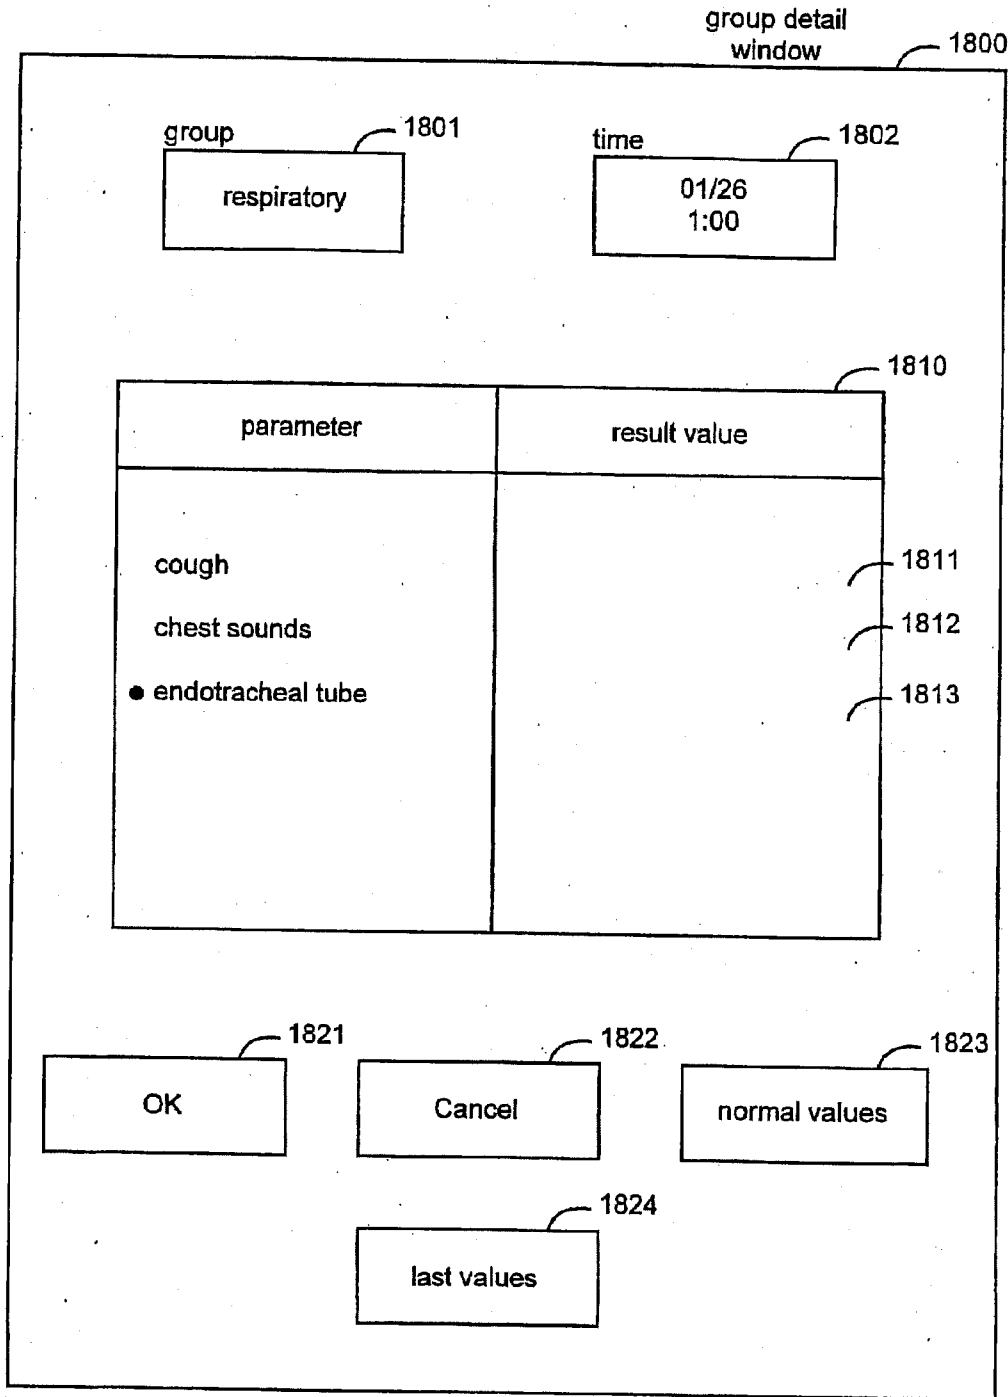 group detail
window
1800
group
1801
time
1802
respiratory
01/26
1:00
1810
parameter
result value
cough
1811
chest sounds
1812
● endotracheal tube
1813
1821
1822
1823
OK
Cancel
normal values
1824
last values